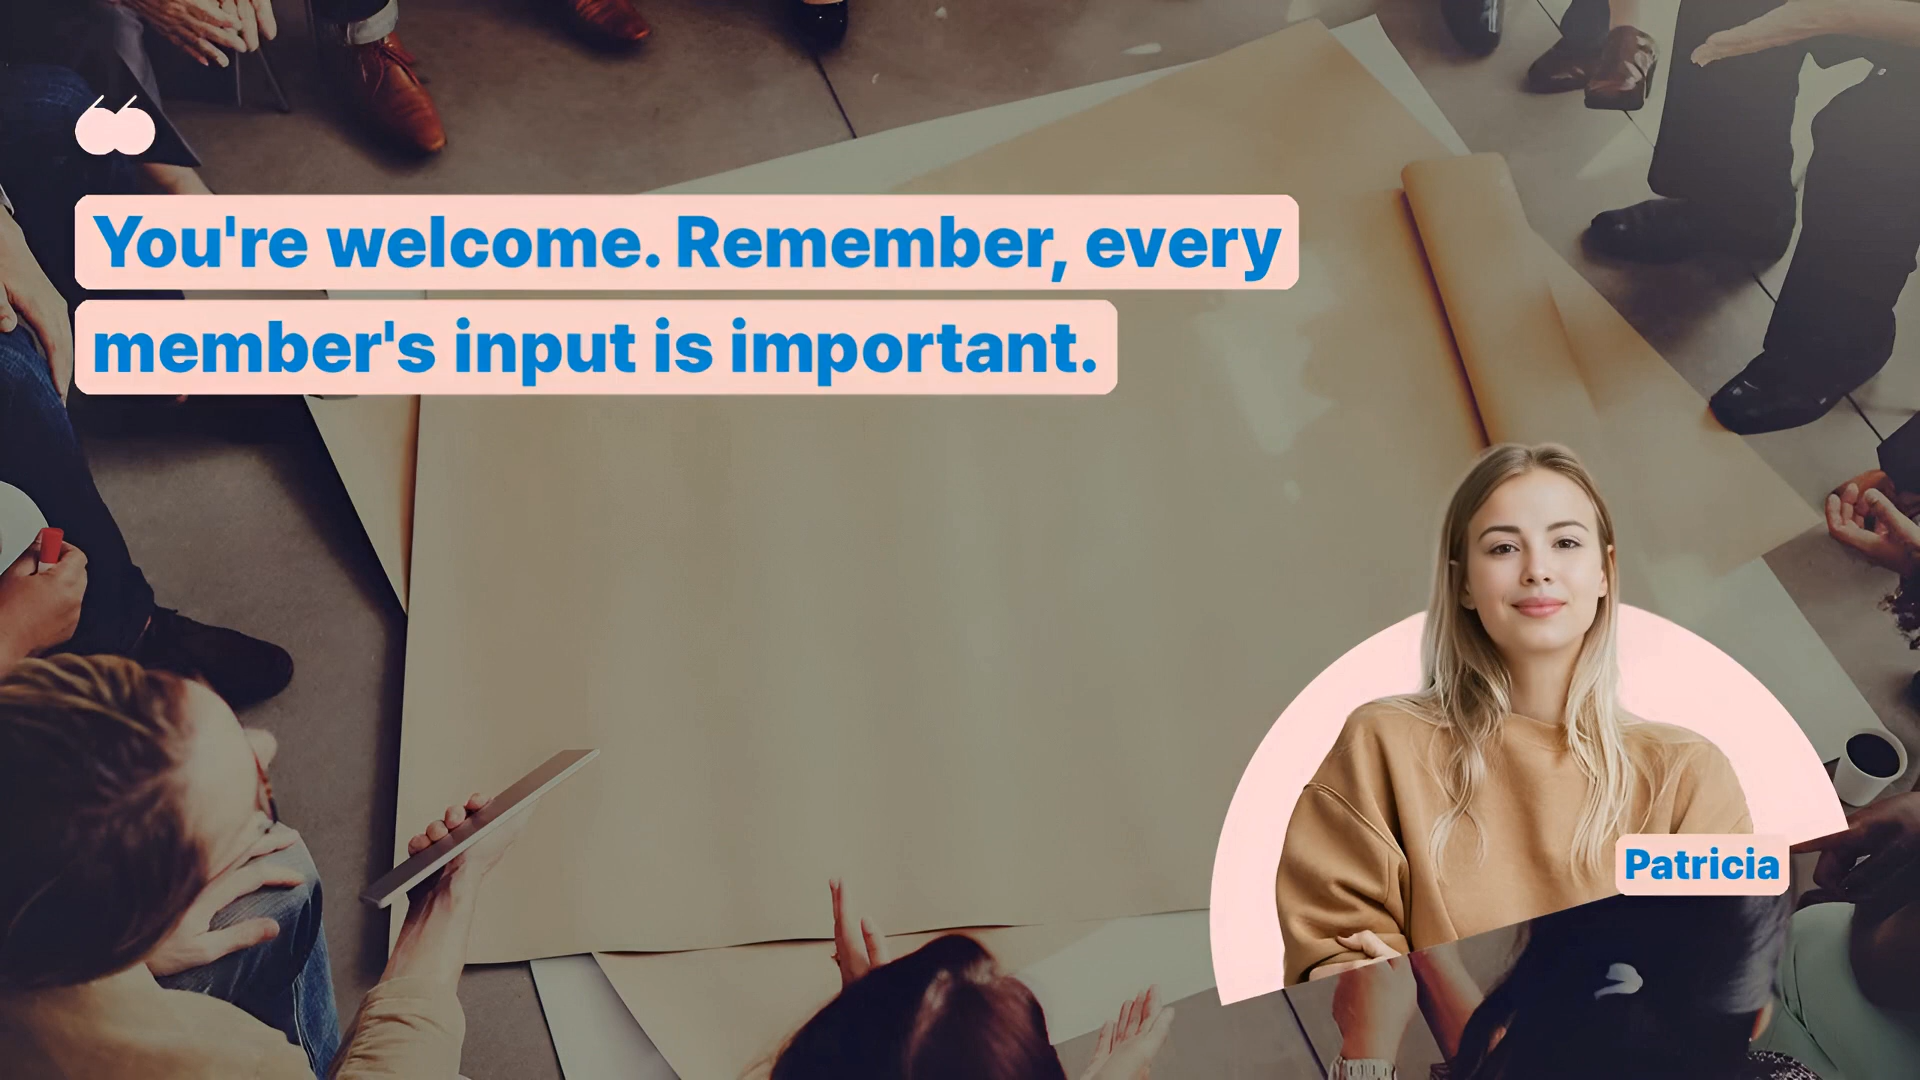 You're welcome. Remember, every
member's input is important.
Patricia